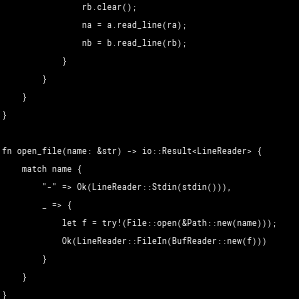 rb.clear();
na = a.read_line(ra);
nb = b.read_line(rb);
}
}
}
}
fn open_file(name: &str) -> io::Result<LineReader> {
match name {
"-" => Ok(LineReader::Stdin(stdin())),
_ => {
let f = try!(File::open(&Path::new(name)));
Ok(LineReader::FileIn(BufReader::new(f)))
}
}
}